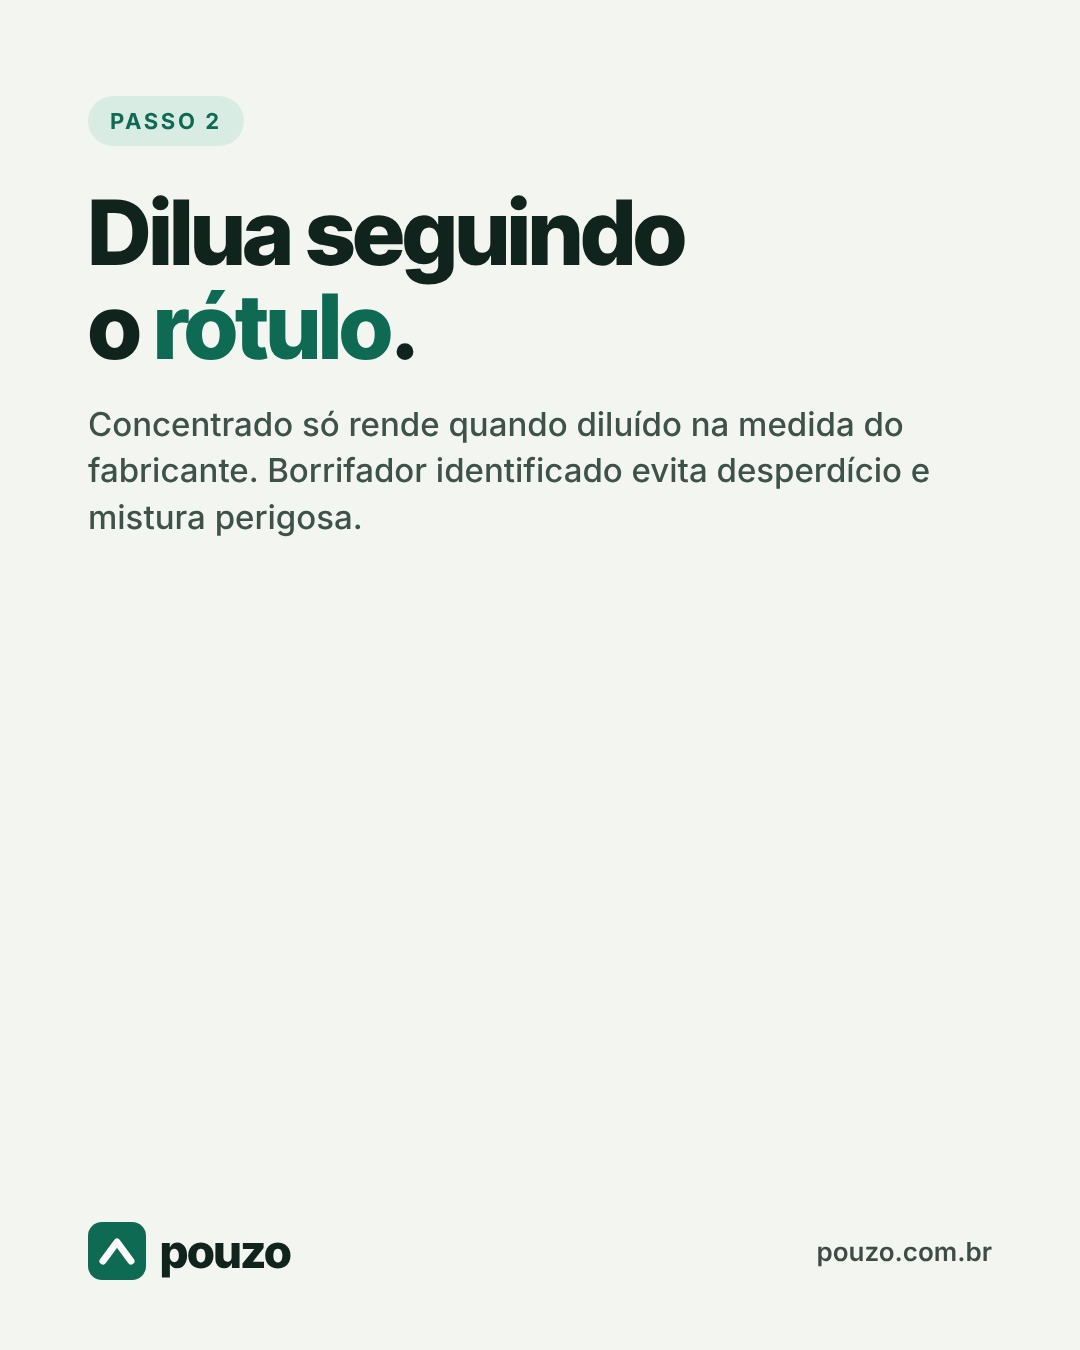 PASSO 2
Dilua seguindo
o rótulo.
Concentrado só rende quando diluído na medida do
fabricante. Borrifador identificado evita desperdício e
mistura perigosa.
pouzo
pouzo.com.br